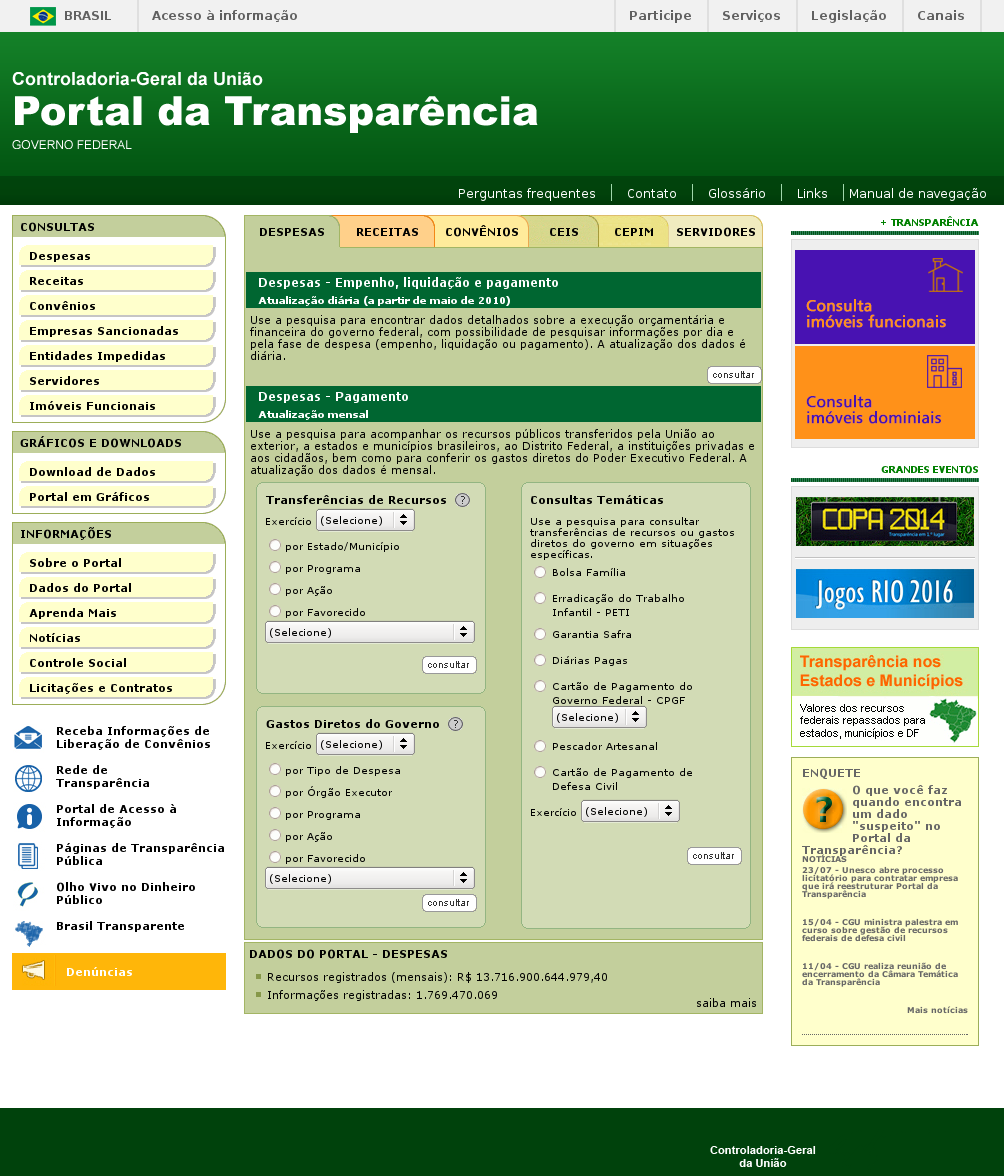 BRASIL
Acesso à informação
Participe
Serviços
Legislação
Canais
Controladoria-Geral da União
Portal da Transparência
GOVERNO FEDERAL
Perguntas frequentes
Contato
Glossário
Links
Manual de navegação
CONSULTAS
Despesas
Receitas
Convênios
Empresas Sancionadas
Entidades Impedidas
Servidores
Imóveis Funcionais
GRÁFICOS E DOWNLOADS
Download de Dados
Portal em Gráficos
INFORMAÇÕES
Sobre o Portal
Dados do Portal
Aprenda Mais
Notícias
Controle Social
Licitações e Contratos
Receba Informações de
Liberação de Convênios
Rede de
Transparência
Portal de Acesso à
Informação
Páginas de Transparência
Pública
Olho Vivo no Dinheiro
Público
Brasil Transparente
Denúncias
DESPESAS
RECEITAS
CONVÊNIOS
CEIS
CEPIM
SERVIDORES
Despesas - Empenho, liquidação e pagamento
Atualização diária (a partir de maio de 2010)
Use a pesquisa para encontrar dados detalhados sobre a execução orçamentária e
financeira do governo federal, com possibilidade de pesquisar informações por dia e
pela fase de despesa (empenho, liquidação ou pagamento). A atualização dos dados é
diária.
consultar
Despesas - Pagamento
Atualização mensal
Use a pesquisa para acompanhar os recursos públicos transferidos pela União ao
exterior, a estados e municípios brasileiros, ao Distrito Federal, a instituições privadas e
aos cidadãos, bem como para conferir os gastos diretos do Poder Executivo Federal. A
atualização dos dados é mensal.
Transferências de Recursos ?
Exercício (Selecione)
por Estado/Município
por Programa
por Ação
por Favorecido
(Selecione)
consultar
Gastos Diretos do Governo ?
Exercício (Selecione)
por Tipo de Despesa
por Órgão Executor
por Programa
por Ação
por Favorecido
(Selecione)
consultar
Consultas Temáticas
Use a pesquisa para consultar
transferências de recursos ou gastos
diretos do governo em situações
específicas.
Bolsa Família
Erradicação do Trabalho
Infantil - PETI
Garantia Safra
Diárias Pagas
Cartão de Pagamento do
Governo Federal - CPGF
(Selecione)
Pescador Artesanal
Cartão de Pagamento de
Defesa Civil
Exercício (Selecione)
consultar
DADOS DO PORTAL - DESPESAS
Recursos registrados (mensais): R$ 13.716.900.644.979,40
Informações registradas: 1.769.470.069
saiba mais
+ TRANSPARÊNCIA
Consulta
imóveis funcionais
Consulta
imóveis dominiais
GRANDES EVENTOS
COPA 2014
Transparência em 1.º lugar
Jogos RIO 2016
Transparência nos
Estados e Municípios
Valores dos recursos
federais repassados para
estados, municípios e DF
ENQUETE
?
O que você faz
quando encontra
um dado
"suspeito" no
Portal da
Transparência?
NOTÍCIAS
23/07 - Unesco abre processo
licitatório para contratar empresa
que irá reestruturar Portal da
Transparência
15/04 - CGU ministra palestra em
curso sobre gestão de recursos
federais de defesa civil
11/04 - CGU realiza reunião de
encerramento da Câmara Temática
da Transparência
Mais notícias
Controladoria-Geral
da União